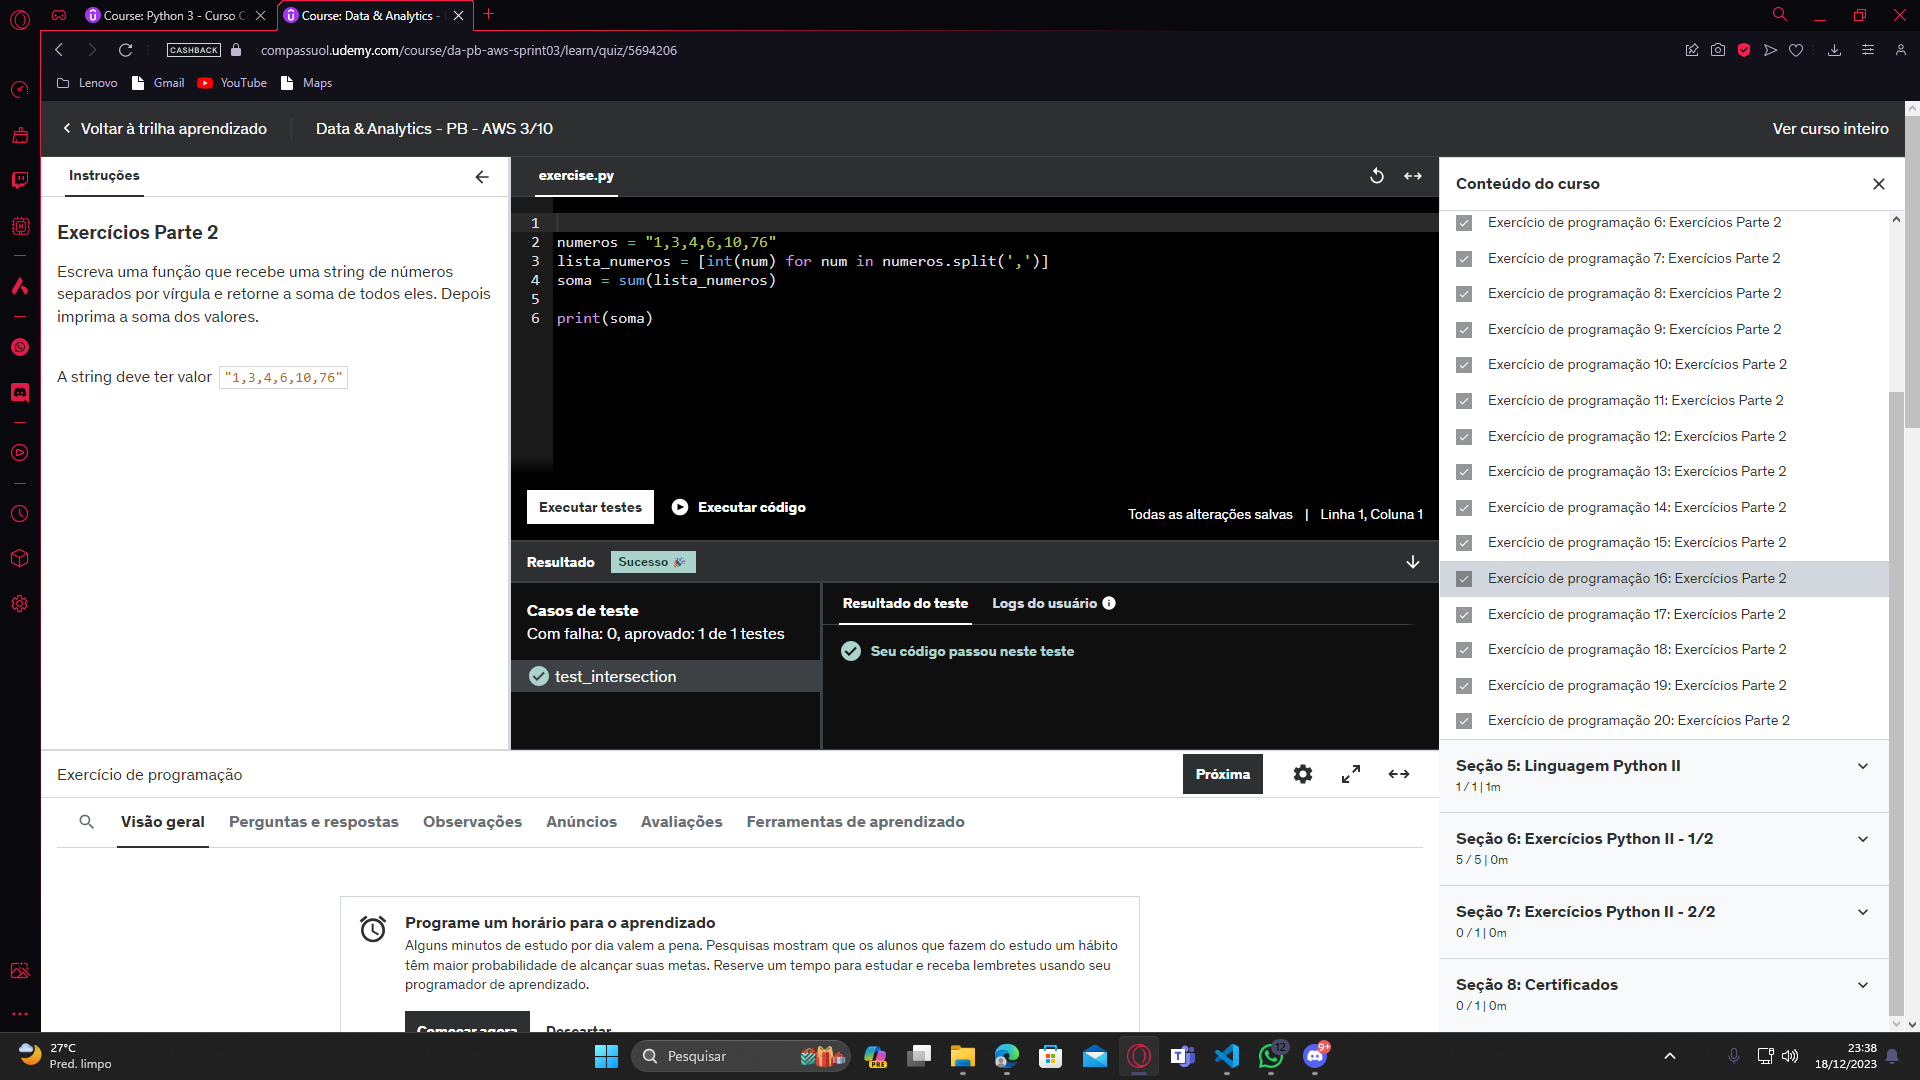 Course: Python 3 - Curso C
Course: Data & Analytics -
CASHBACK
compassuol.udemy.com/course/da-pb-aws-sprint03/learn/quiz/5694206
Lenovo
Gmail
YouTube
Maps
Voltar à trilha aprendizado
Data & Analytics - PB - AWS 3/10
Ver curso inteiro
Instruções
Exercícios Parte 2
Escreva uma função que recebe uma string de números
separados por vírgula e retorne a soma de todos eles. Depois
imprima a soma dos valores.
A string deve ter valor "1,3,4,6,10,76"
exercise.py
1
2 numeros = "1,3,4,6,10,76"
3 lista_numeros = [int(num) for num in numeros.split(',')]
4 soma = sum(lista_numeros)
5
6 print(soma)
Executar testes
Executar código
Todas as alterações salvas | Linha 1, Coluna 1
Resultado
Sucesso
Casos de teste
Com falha: 0, aprovado: 1 de 1 testes
test_intersection
Resultado do teste
Logs do usuário
Seu código passou neste teste
Conteúdo do curso
Exercício de programação 6: Exercícios Parte 2
Exercício de programação 7: Exercícios Parte 2
Exercício de programação 8: Exercícios Parte 2
Exercício de programação 9: Exercícios Parte 2
Exercício de programação 10: Exercícios Parte 2
Exercício de programação 11: Exercícios Parte 2
Exercício de programação 12: Exercícios Parte 2
Exercício de programação 13: Exercícios Parte 2
Exercício de programação 14: Exercícios Parte 2
Exercício de programação 15: Exercícios Parte 2
Exercício de programação 16: Exercícios Parte 2
Exercício de programação 17: Exercícios Parte 2
Exercício de programação 18: Exercícios Parte 2
Exercício de programação 19: Exercícios Parte 2
Exercício de programação 20: Exercícios Parte 2
Seção 5: Linguagem Python II
1 / 1 | 1m
Seção 6: Exercícios Python II - 1/2
5 / 5 | 0m
Seção 7: Exercícios Python II - 2/2
0 / 1 | 0m
Seção 8: Certificados
0 / 1 | 0m
Exercício de programação
Próxima
Visão geral
Perguntas e respostas
Observações
Anúncios
Avaliações
Ferramentas de aprendizado
Programe um horário para o aprendizado
Alguns minutos de estudo por dia valem a pena. Pesquisas mostram que os alunos que fazem do estudo um hábito
têm maior probabilidade de alcançar suas metas. Reserve um tempo para estudar e receba lembretes usando seu
programador de aprendizado.
Começar agora
Descartar
27°C
Pred. limpo
Pesquisar
PRE
12
9+
23:38
18/12/2023